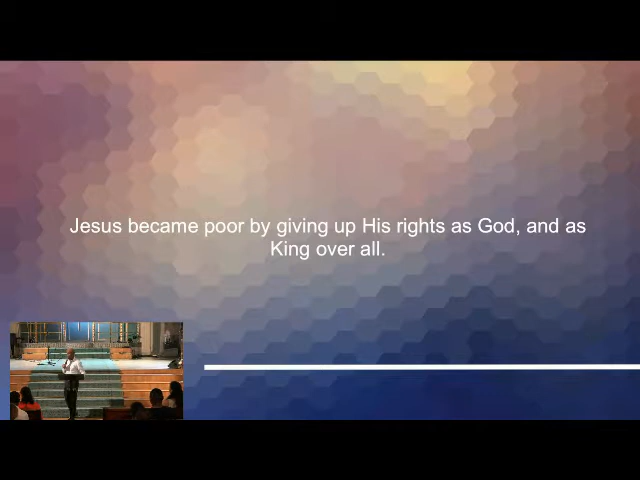 Jesus became poor by giving up His rights as God, and as
King over all.